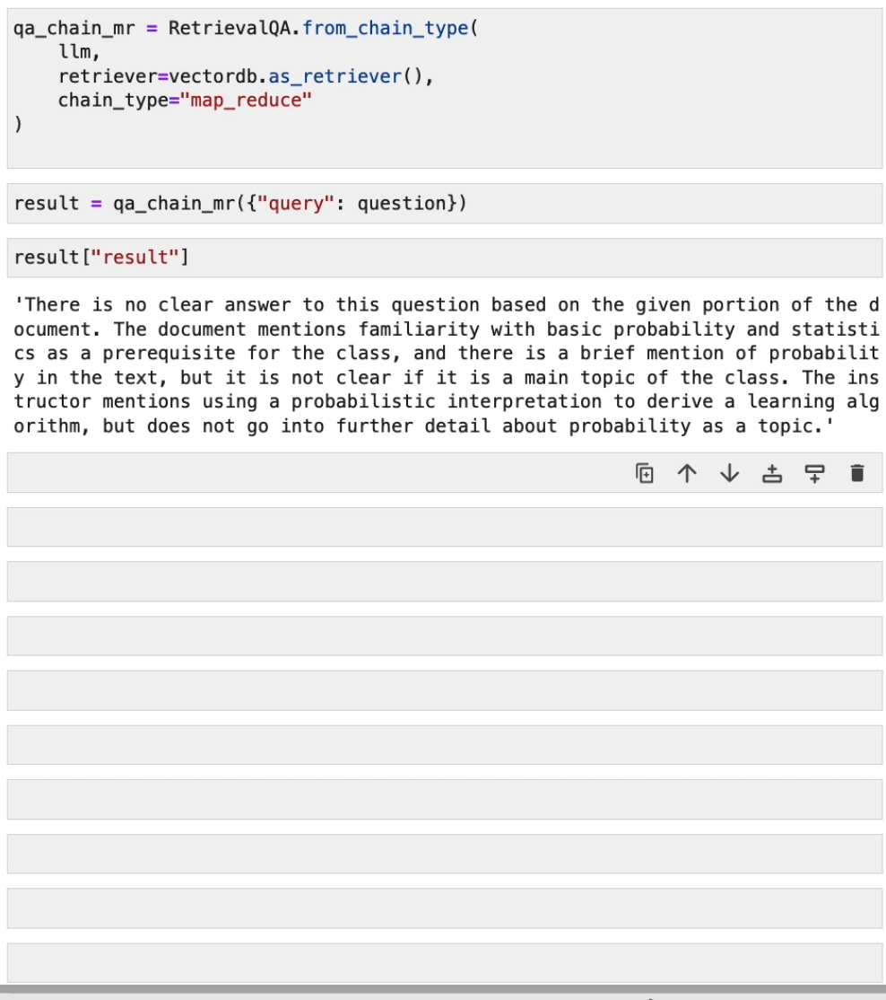 qa_chain_mr = RetrievalQA.from_chain_type(
    llm,
    retriever=vectordb.as_retriever(),
    chain_type="map_reduce"
)
result = qa_chain_mr({"query": question})
result["result"]
'There is no clear answer to this question based on the given portion of the d
ocument. The document mentions familiarity with basic probability and statisti
cs as a prerequisite for the class, and there is a brief mention of probabilit
y in the text, but it is not clear if it is a main topic of the class. The ins
tructor mentions using a probabilistic interpretation to derive a learning alg
orithm, but does not go into further detail about probability as a topic.'